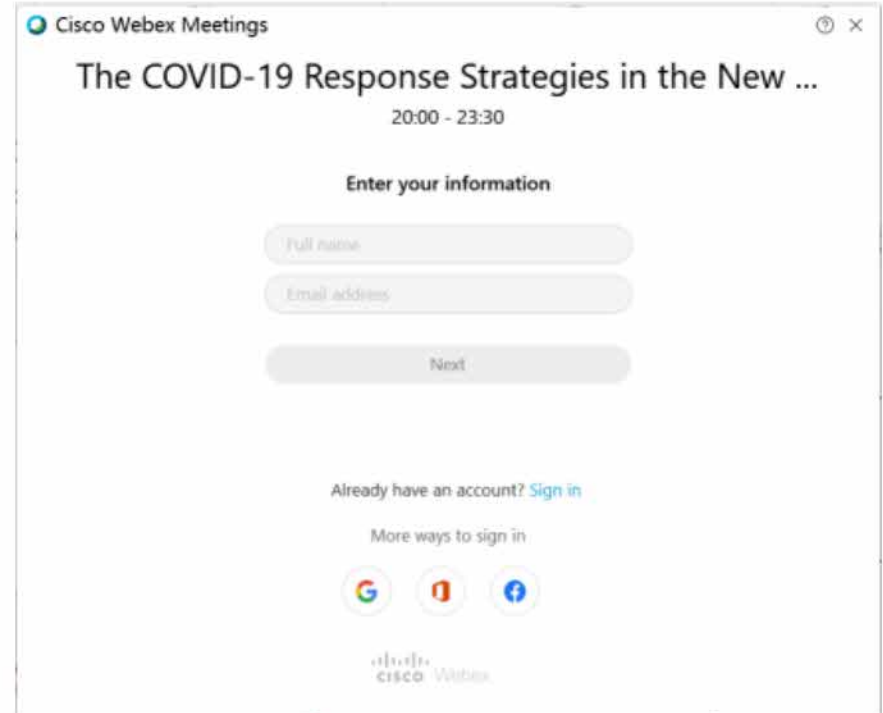 Cisco Webex Meetings
The COVID-19 Response Strategies in the New ...
20:00 - 23:30
Enter your information
Full name
Email address
Next
Already have an account? Sign in
More ways to sign in
CISCO Webex